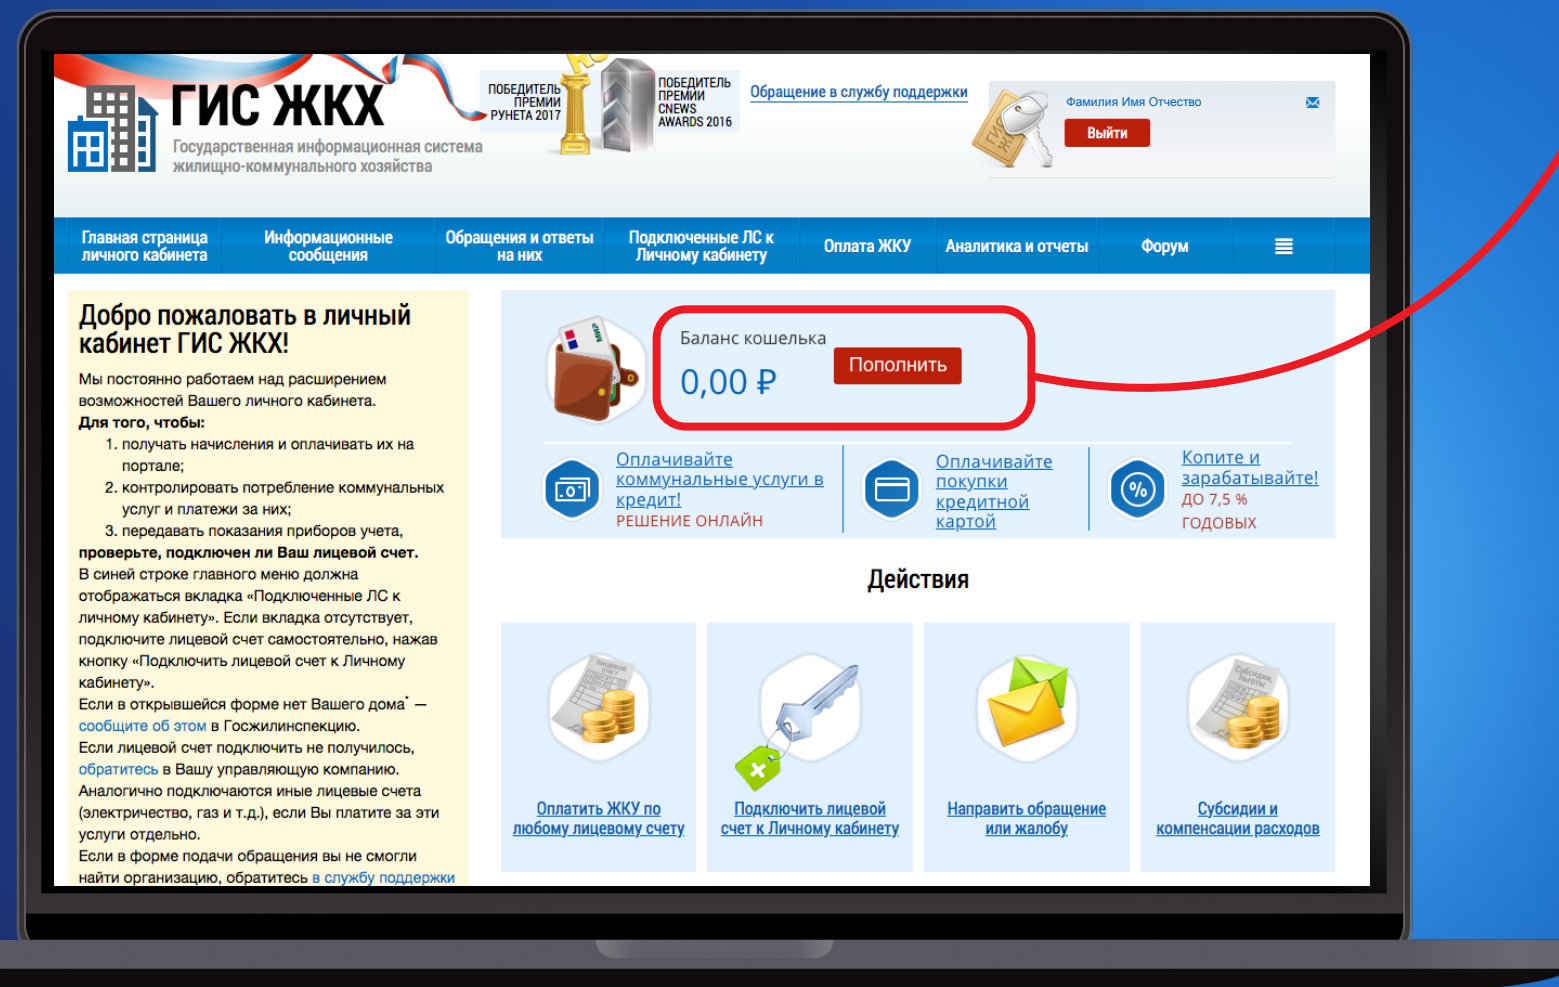 ГИС ЖКХ
Государственная информационная система
жилищно-коммунального хозяйства
ПОБЕДИТЕЛЬ
ПРЕМИИ
РУНЕТА 2017
ПОБЕДИТЕЛЬ
ПРЕМИИ
CNEWS
AWARDS 2016
Обращение в службу поддержки
Фамилия Имя Отчество
Выйти
Главная страница
личного кабинета
Информационные
сообщения
Обращения и ответы
на них
Подключенные ЛС к
Личному кабинету
Оплата ЖКУ
Аналитика и отчеты
Форум
Добро пожаловать в личный
кабинет ГИС ЖКХ!
Мы постоянно работаем над расширением
возможностей Вашего личного кабинета.
Для того, чтобы:
1. получать начисления и оплачивать их на
портале;
2. контролировать потребление коммунальных
услуг и платежи за них;
3. передавать показания приборов учета,
проверьте, подключен ли Ваш лицевой счет.
В синей строке главного меню должна
отображаться вкладка «Подключенные ЛС к
личному кабинету». Если вкладка отсутствует,
подключите лицевой счет самостоятельно, нажав
кнопку «Подключить лицевой счет к Личному
кабинету».
Если в открывшейся форме нет Вашего дома* —
сообщите об этом в Госжилинспекцию.
Если лицевой счет подключить не получилось,
обратитесь в Вашу управляющую компанию.
Аналогично подключаются иные лицевые счета
(электричество, газ и т.д.), если Вы платите за эти
услуги отдельно.
Если в форме подачи обращения вы не смогли
найти организацию, обратитесь в службу поддержки
МИР
Баланс кошелька
0,00 ₽
Пополнить
Оплачивайте
коммунальные услуги в
кредит!
РЕШЕНИЕ ОНЛАЙН
Оплачивайте
покупки
кредитной
картой
Копите и
зарабатывайте!
ДО 7,5 %
ГОДОВЫХ
Действия
Лицевой
счет
Субсидии,
льготы
Оплатить ЖКУ по
любому лицевому счету
Подключить лицевой
счет к Личному кабинету
Направить обращение
или жалобу
Субсидии и
компенсации расходов